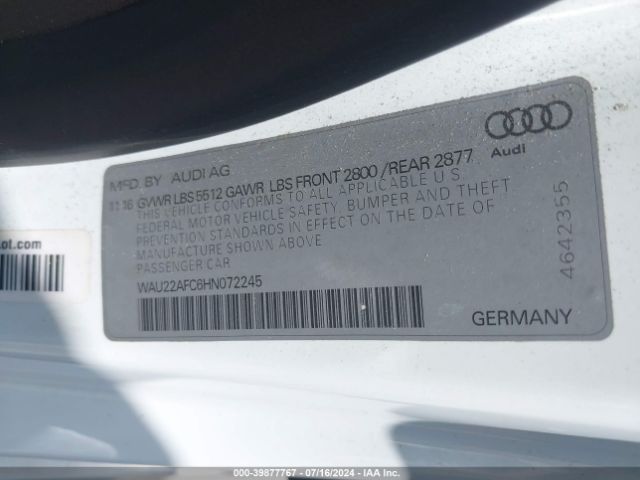 Audi
MFD. BY AUDI AG
11 16 GVWR LBS 5512 GAWR LBS FRONT 2800 / REAR 2877
THIS VEHICLE CONFORMS TO ALL APPLICABLE U S
FEDERAL MOTOR VEHICLE SAFETY, BUMPER AND THEFT
PREVENTION STANDARDS IN EFFECT ON THE DATE OF
MANUFACTURE SHOWN ABOVE
PASSENGER CAR
WAU22AFC6HN072245
GERMANY
4642355
ot.com
000-39877767 / 07/16/2024 - IAA Inc.